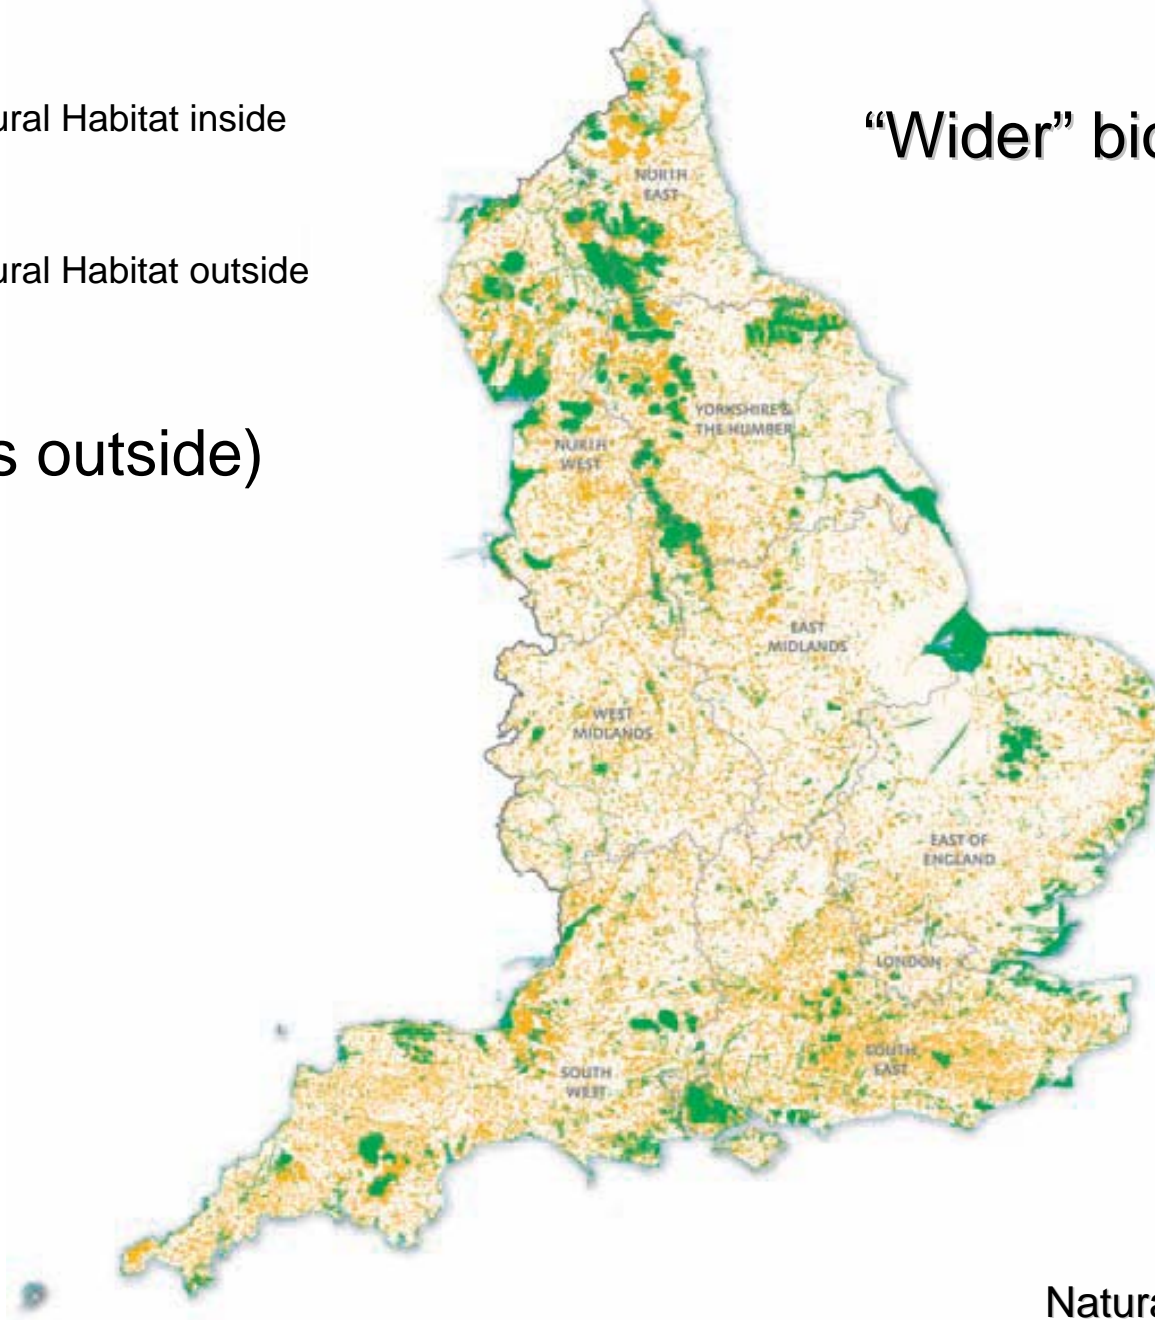 ural Habitat inside
“Wider” bio
ural Habitat outside
s outside)
NORTH
EAST
YORKSHIRE &
THE HUMBER
NORTH
WEST
EAST
MIDLANDS
WEST
MIDLANDS
EAST OF
ENGLAND
LONDON
SOUTH
EAST
SOUTH
WEST
Natura